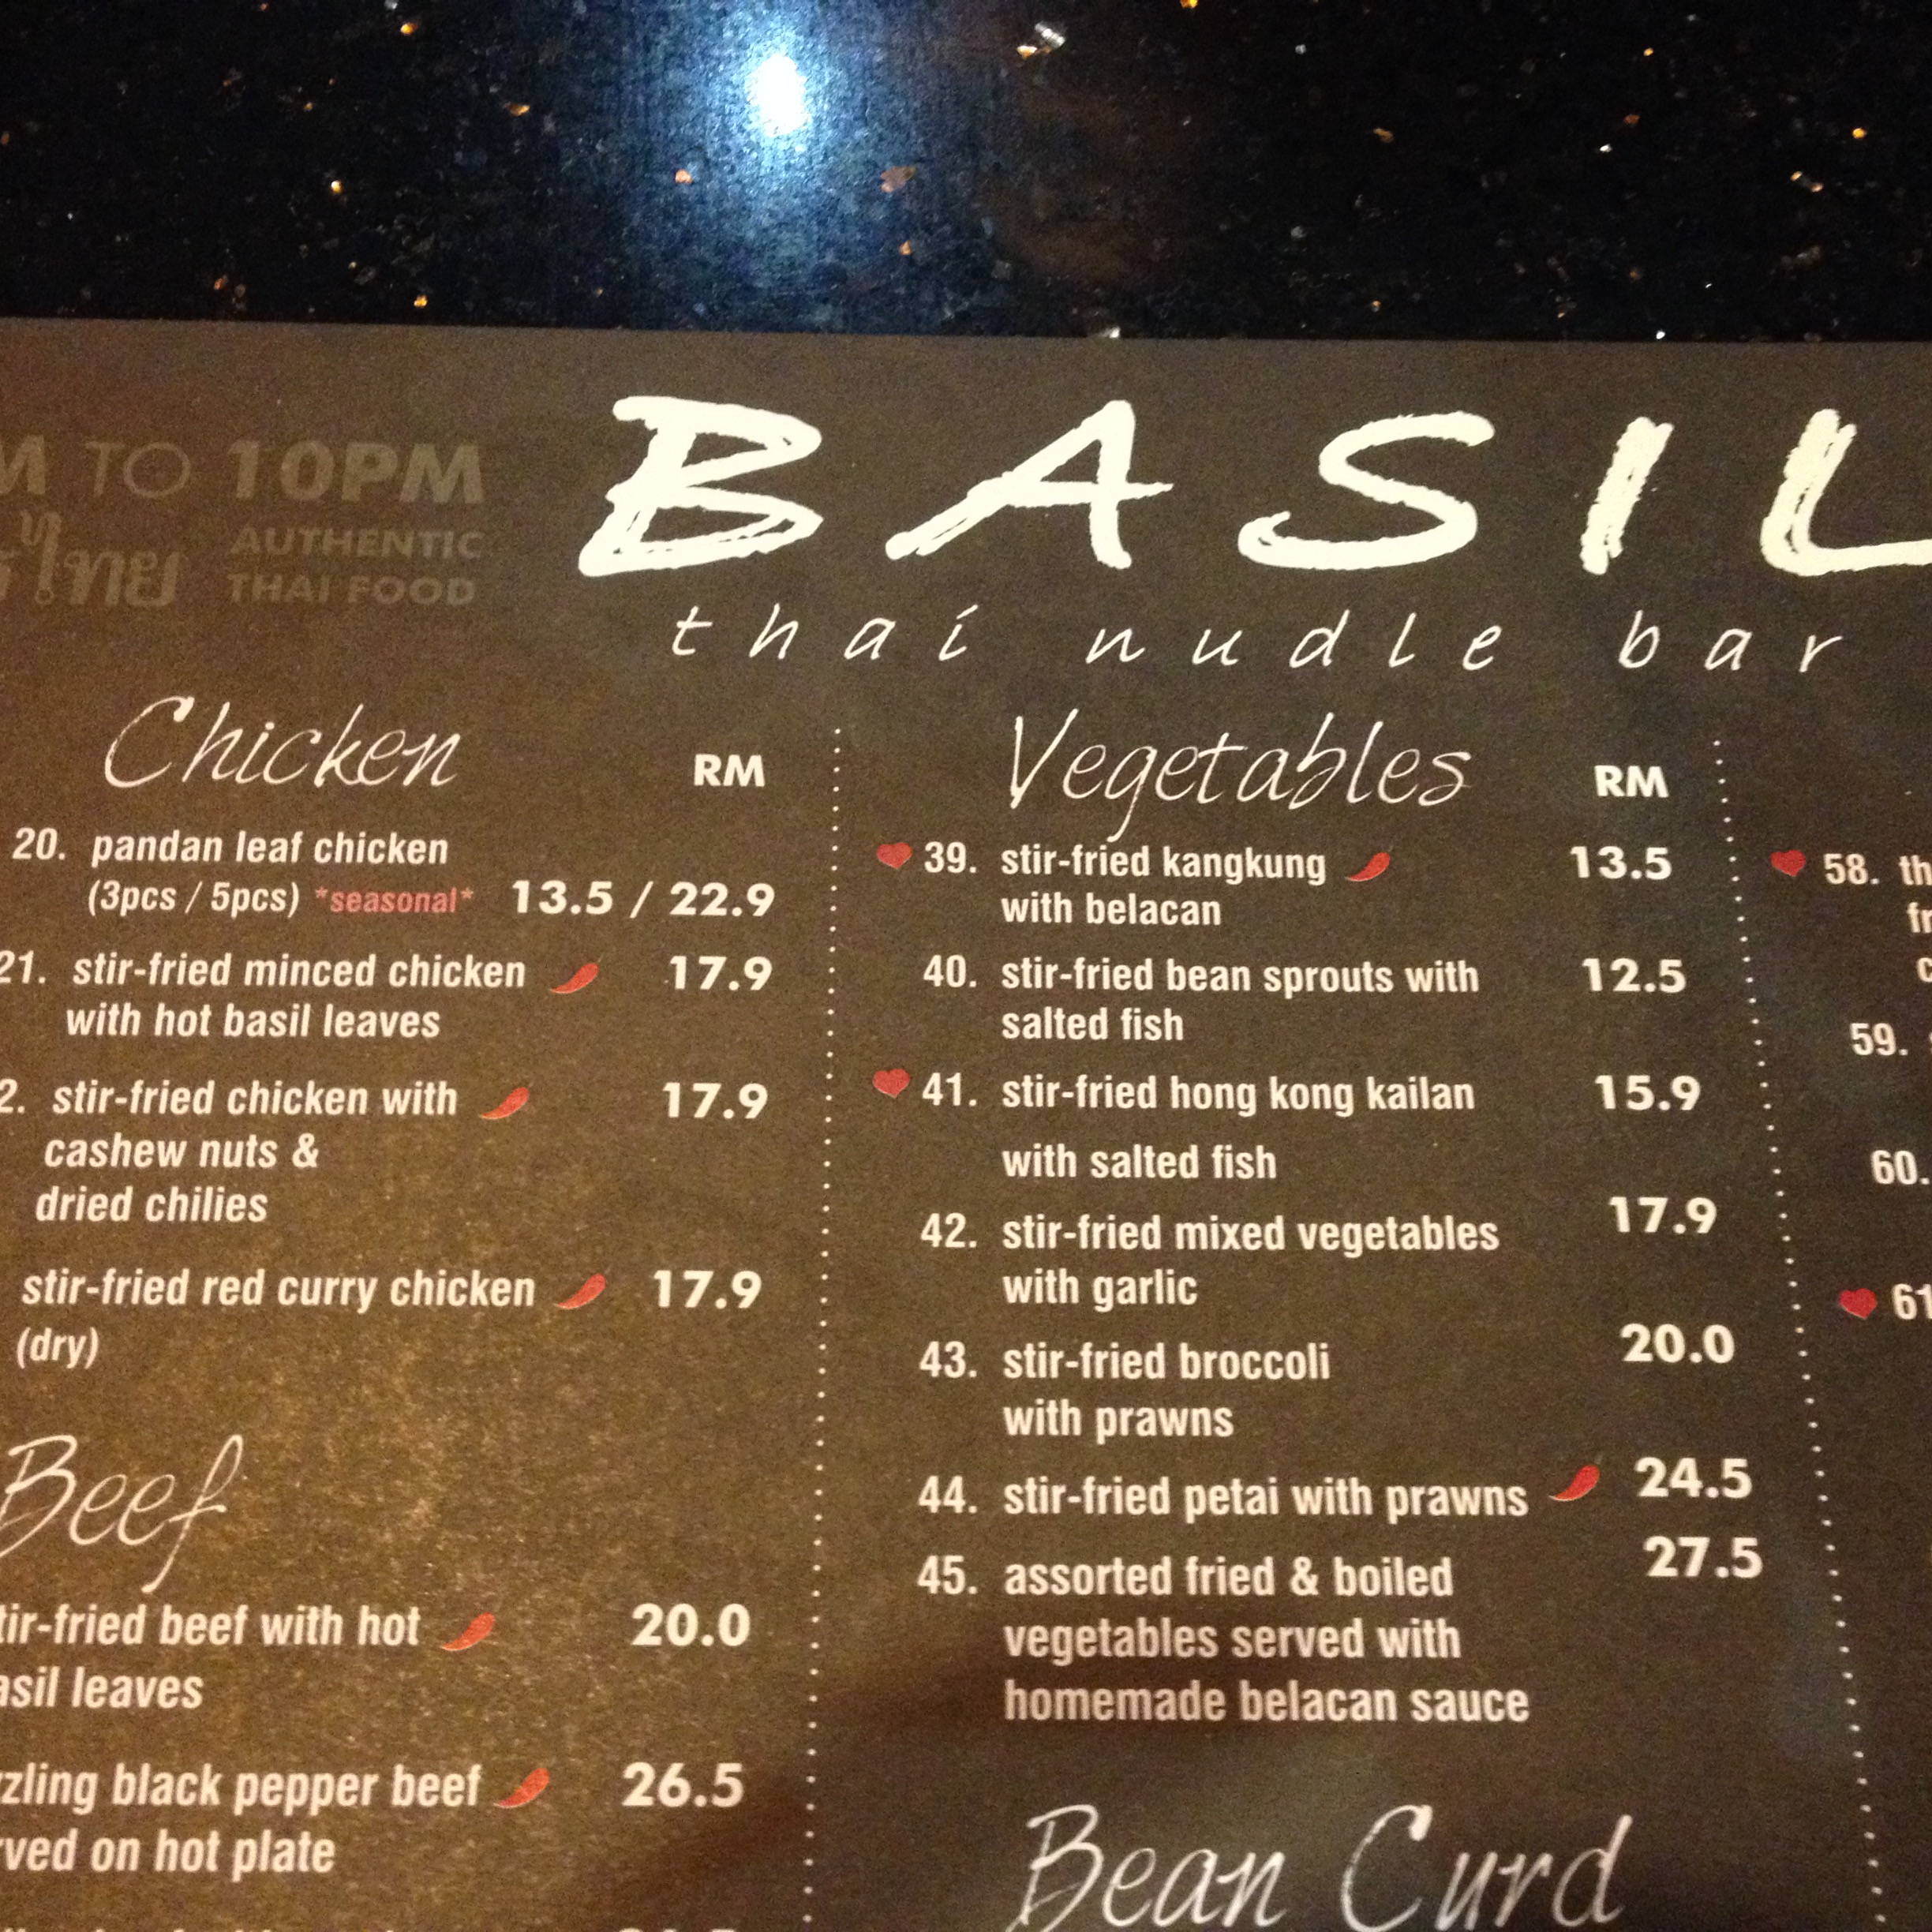 M TO 10PM
ไทย AUTHENTIC
THAI FOOD
BASIL
thai nudle bar
Chicken RM
20. pandan leaf chicken
(3pcs / 5pcs) *seasonal* 13.5 / 22.9
21. stir-fried minced chicken 17.9
with hot basil leaves
2. stir-fried chicken with 17.9
cashew nuts &
dried chilies
stir-fried red curry chicken 17.9
(dry)
Beef
tir-fried beef with hot 20.0
asil leaves
zzling black pepper beef 26.5
rved on hot plate
Vegetables RM
39. stir-fried kangkung 13.5
with belacan
40. stir-fried bean sprouts with 12.5
salted fish
41. stir-fried hong kong kailan 15.9
with salted fish
42. stir-fried mixed vegetables 17.9
with garlic
43. stir-fried broccoli 20.0
with prawns
44. stir-fried petai with prawns 24.5
45. assorted fried & boiled 27.5
vegetables served with
homemade belacan sauce
Bean Curd
58. th
fr
c
59.
60.
61